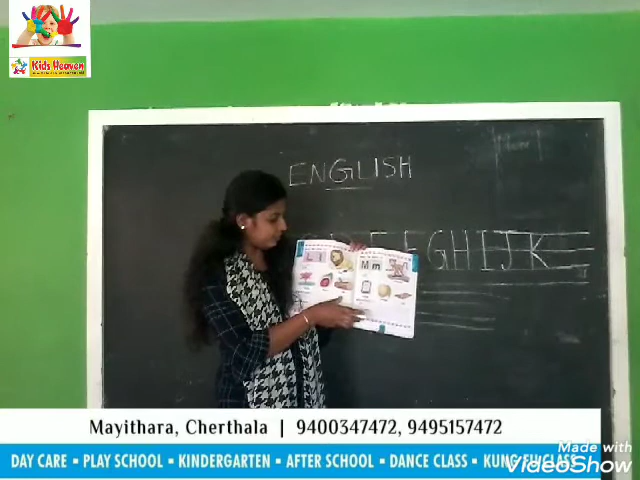 Kids Heaven
ENGLISH
G H I J K
L l
M m
Mayithara, Cherthala | 9400347472, 9495157472
DAY CARE ▪ PLAY SCHOOL ▪ KINDERGARTEN ▪ AFTER SCHOOL ▪ DANCE CLASS ▪ KUNG FU CLASS
Made with
VideoShow